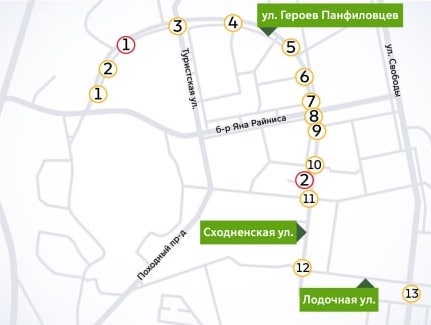 ул. Героев Панфиловцев
3
4
1
5
ул. Свободы
Туристская ул.
2
6
1
7
8
б-р Яна Райниса
9
10
2
11
Сходненская ул.
Походный пр-д
12
13
Лодочная ул.